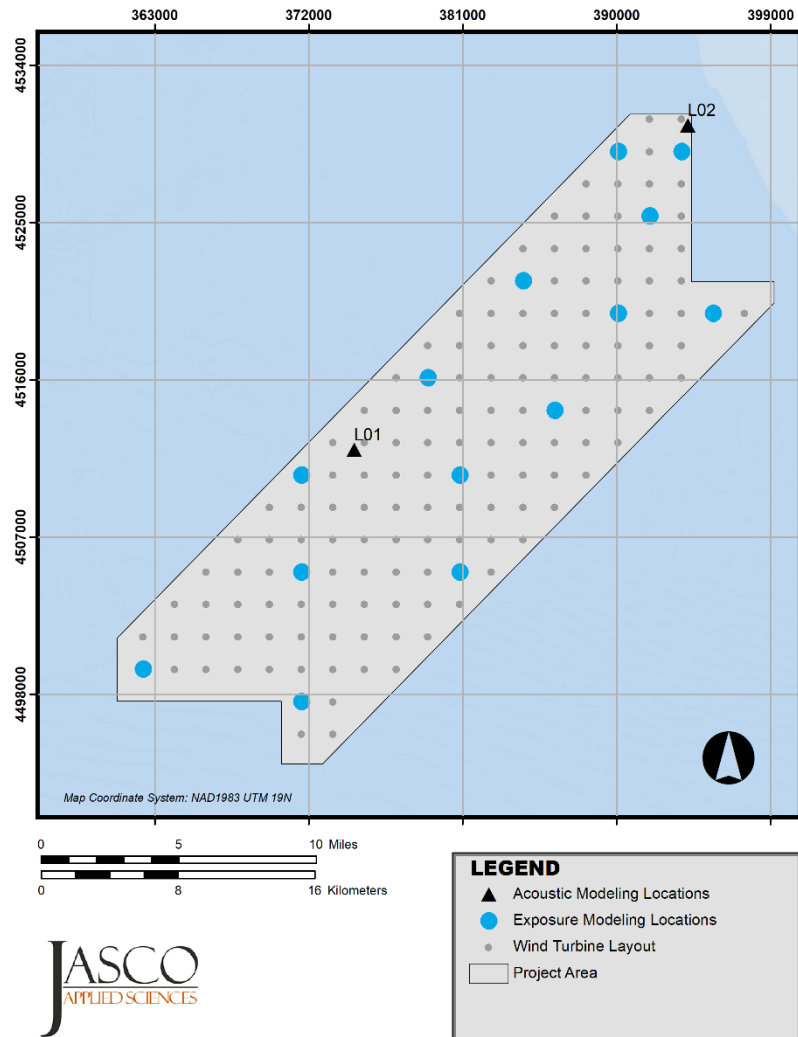 363000 372000 381000 390000 399000
4534000
L02
4525000
4516000
L01
4507000
4498000
Map Coordinate System: NAD1983 UTM 19N
0 5 10 Miles
0 8 16 Kilometers
LEGEND
Acoustic Modeling Locations
Exposure Modeling Locations
Wind Turbine Layout
Project Area
JASCO
APPLIED SCIENCES